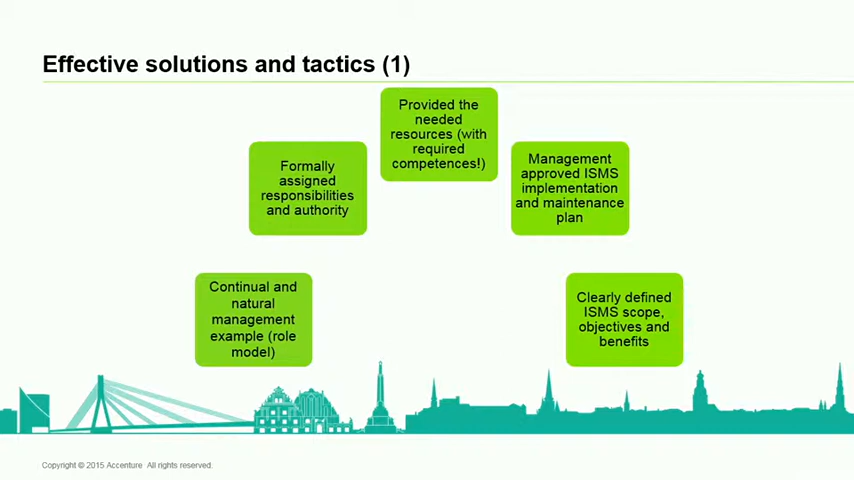 Effective solutions and tactics (1)
Provided the
needed
resources (with
required
competences!)
Formally
assigned
responsibilities
and authority
Management
approved ISMS
implementation
and maintenance
plan
Continual and
natural
management
example (role
model)
Clearly defined
ISMS scope,
objectives and
benefits
Copyright © 2015 Accenture All rights reserved.